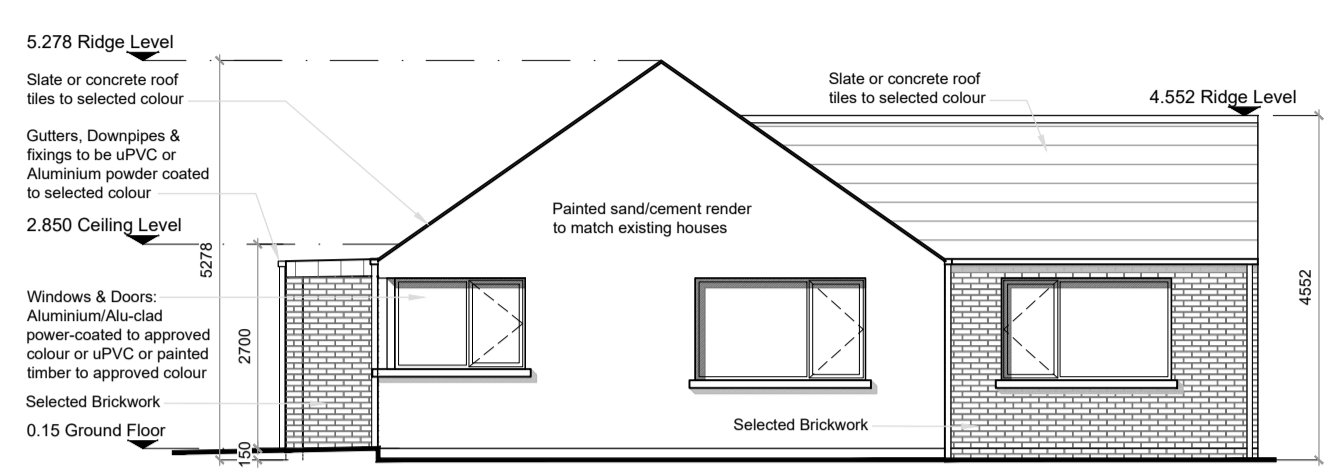 5.278 Ridge Level
Slate or concrete roof
tiles to selected colour
Gutters, Downpipes &
fixings to be uPVC or
Aluminium powder coated
to selected colour
2.850 Ceiling Level
5278
Windows & Doors:
Aluminium/Alu-clad
power-coated to approved
colour or uPVC or painted
timber to approved colour
2700
Selected Brickwork
0.15 Ground Floor
150
Painted sand/cement render
to match existing houses
Selected Brickwork
Slate or concrete roof
tiles to selected colour
4.552 Ridge Level
4552